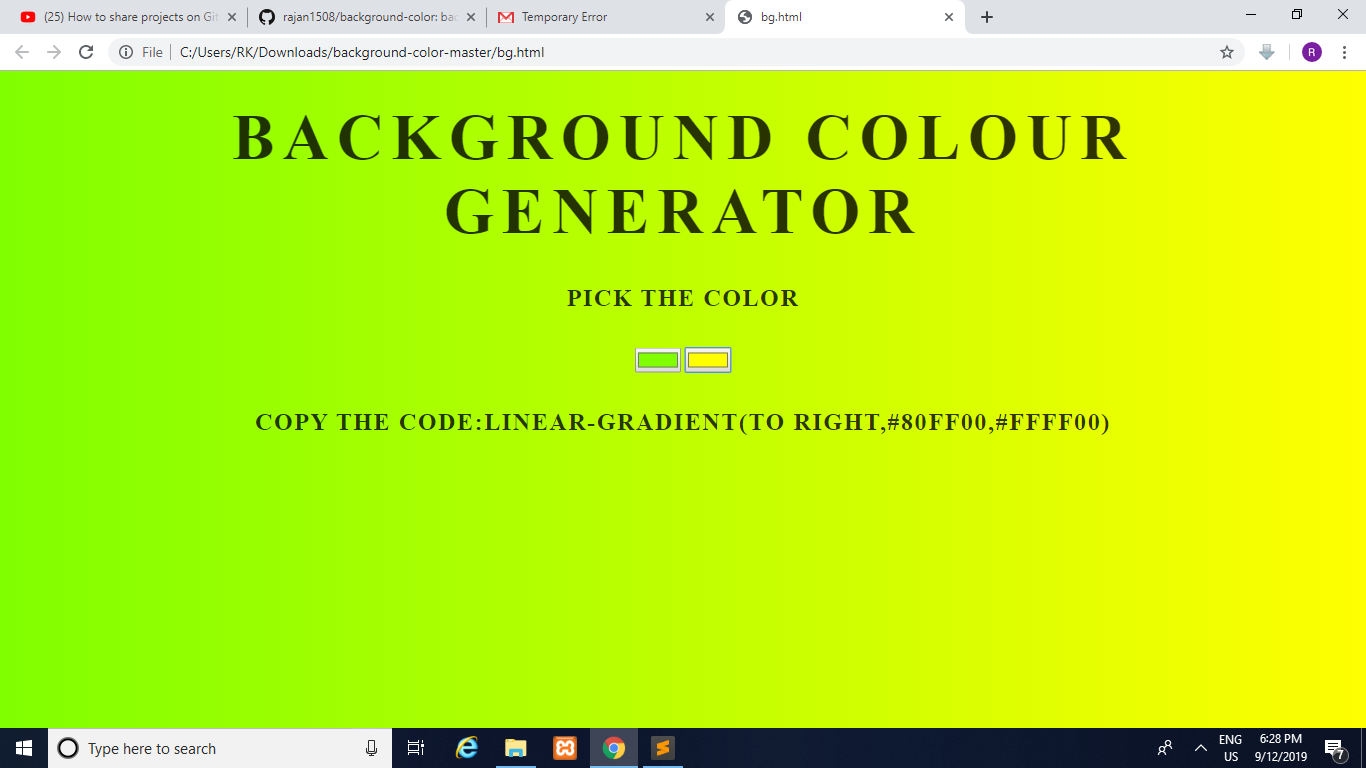 (25) How to share projects on Git
rajan1508/background-color: bac
Temporary Error
bg.html
File
C:/Users/RK/Downloads/background-color-master/bg.html
R
BACKGROUND COLOUR
GENERATOR
PICK THE COLOR
COPY THE CODE:LINEAR-GRADIENT(TO RIGHT,#80FF00,#FFFF00)
Type here to search
ENG
US
6:28 PM
9/12/2019
7